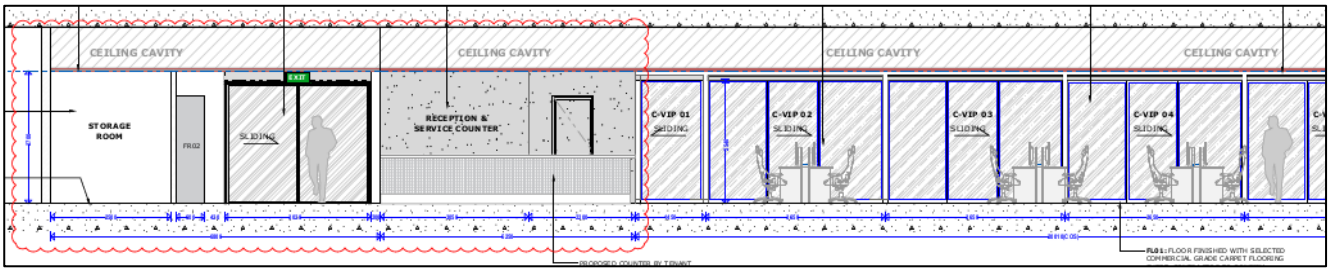 CEILING CAVITY
CEILING CAVITY
CEILING CAVITY
CEILING CAVITY
EXIT
STORAGE
ROOM
FR02
SLIDING
RECEPTION &
SERVICE COUNTER
C-VIP 01
SLIDING
C-VIP 02
SLIDING
C-VIP 03
SLIDING
C-VIP 04
SLIDING
PROPOSED COUNTER BY TENANT
FL01: FLOOR FINISHED WITH SELECTED
COMMERCIAL GRADE CARPET FLOORING